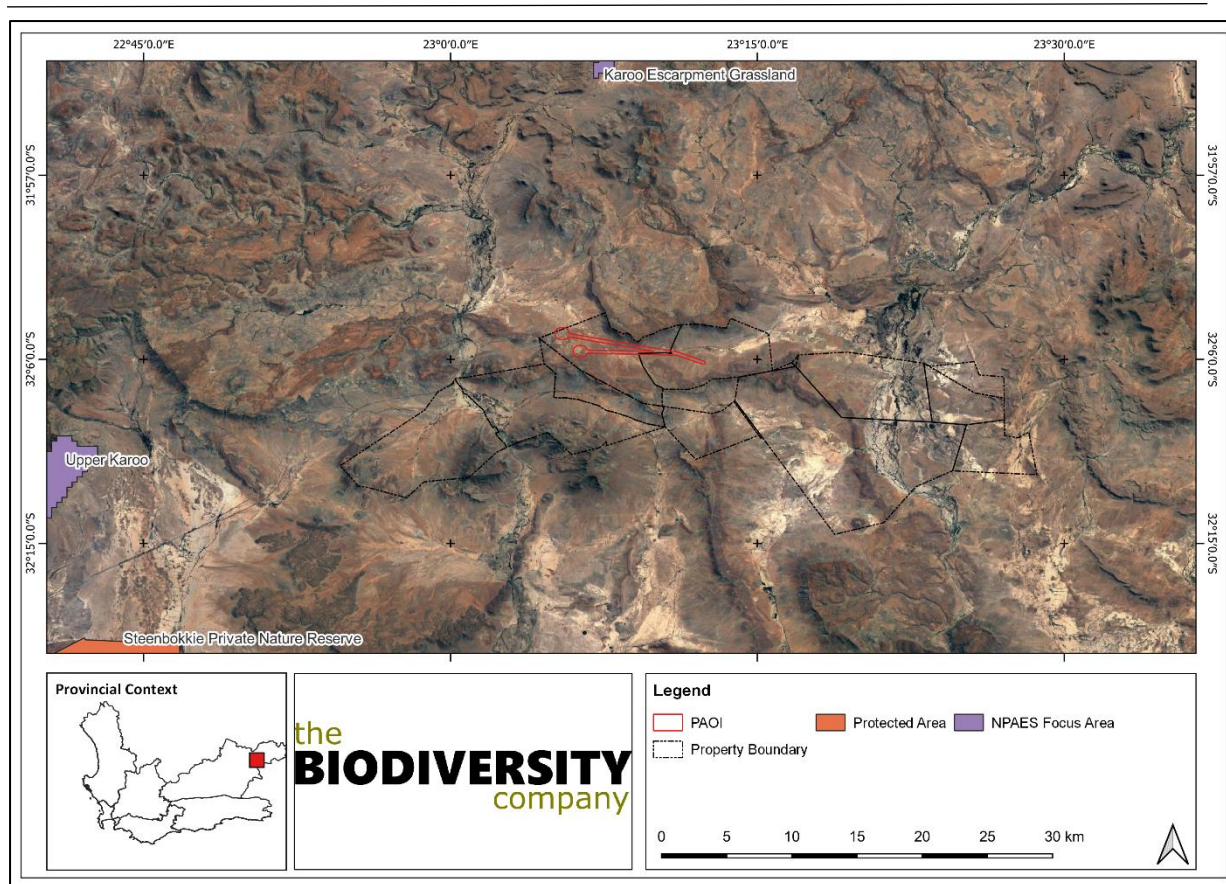 22°45'0.0"E
23°0'0.0"E
23°15'0.0"E
23°30'0.0"E
Karoo Escarpment Grassland
31°57'0.0"S
31°57'0.0"S
32°6'0.0"S
32°6'0.0"S
Upper Karoo
32°15'0.0"S
32°15'0.0"S
Steenbokkie Private Nature Reserve
Provincial Context
the
BIODIVERSITY
company
Legend
PAOI
Protected Area
NPAES Focus Area
Property Boundary
0 5 10 15 20 25 30 km